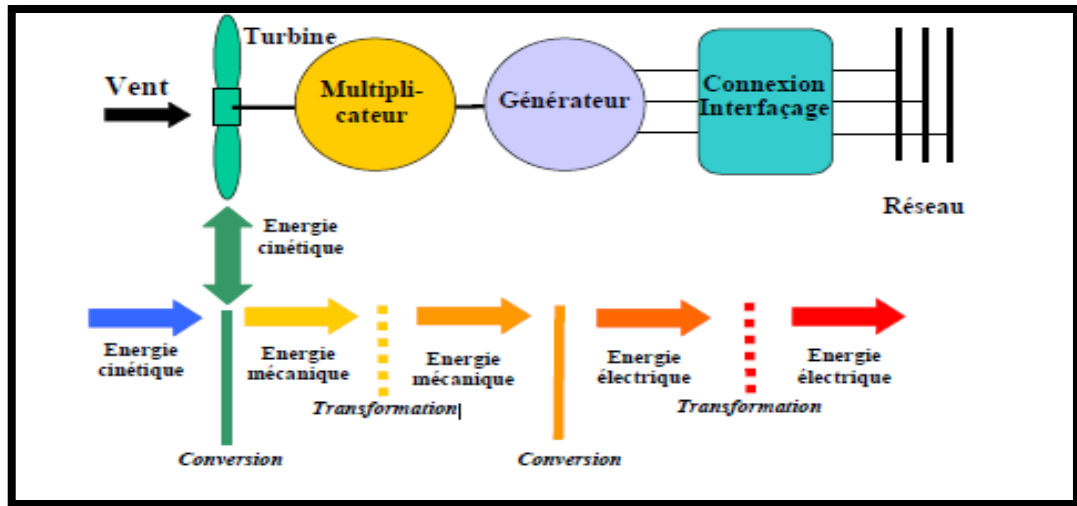 Turbine
Vent
Multipli-
cateur
Générateur
Connexion
Interfaçage
Réseau
Energie
cinétique
Energie
cinétique
Energie
mécanique
Energie
mécanique
Energie
électrique
Energie
électrique
Transformation
Transformation
Conversion
Conversion